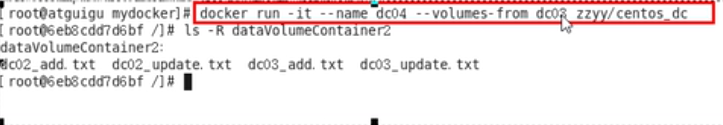 [root@atguigu mydocker]# docker run -it --name dc04 --volumes-from dc03 zzyy/centos_dc
[root@6eb8cdd7d6bf /]# ls -R dataVolumeContainer2
dataVolumeContainer2:
dc02_add.txt dc02_update.txt dc03_add.txt dc03_update.txt
[root@6eb8cdd7d6bf /]#